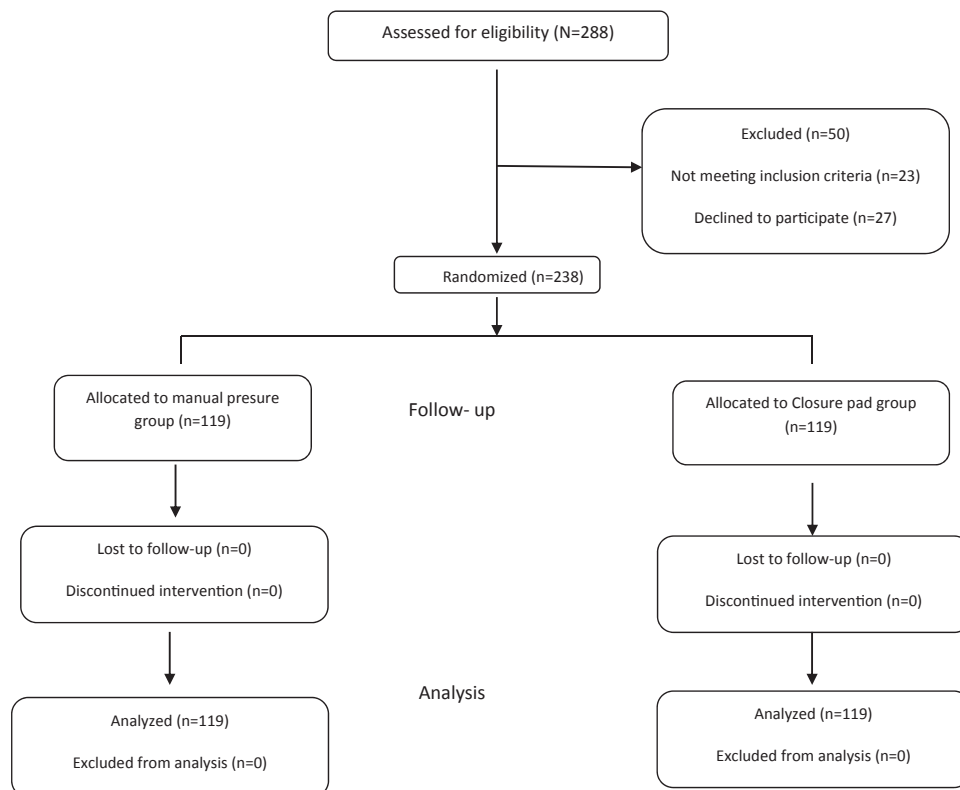 Assessed for eligibility (N=288)
Excluded (n=50)
Not meeting inclusion criteria (n=23)
Declined to participate (n=27)
Randomized (n=238)
Allocated to manual presure
group (n=119)
Follow- up
Allocated to Closure pad group
(n=119)
Lost to follow-up (n=0)
Discontinued intervention (n=0)
Lost to follow-up (n=0)
Discontinued intervention (n=0)
Analysis
Analyzed (n=119)
Excluded from analysis (n=0)
Analyzed (n=119)
Excluded from analysis (n=0)